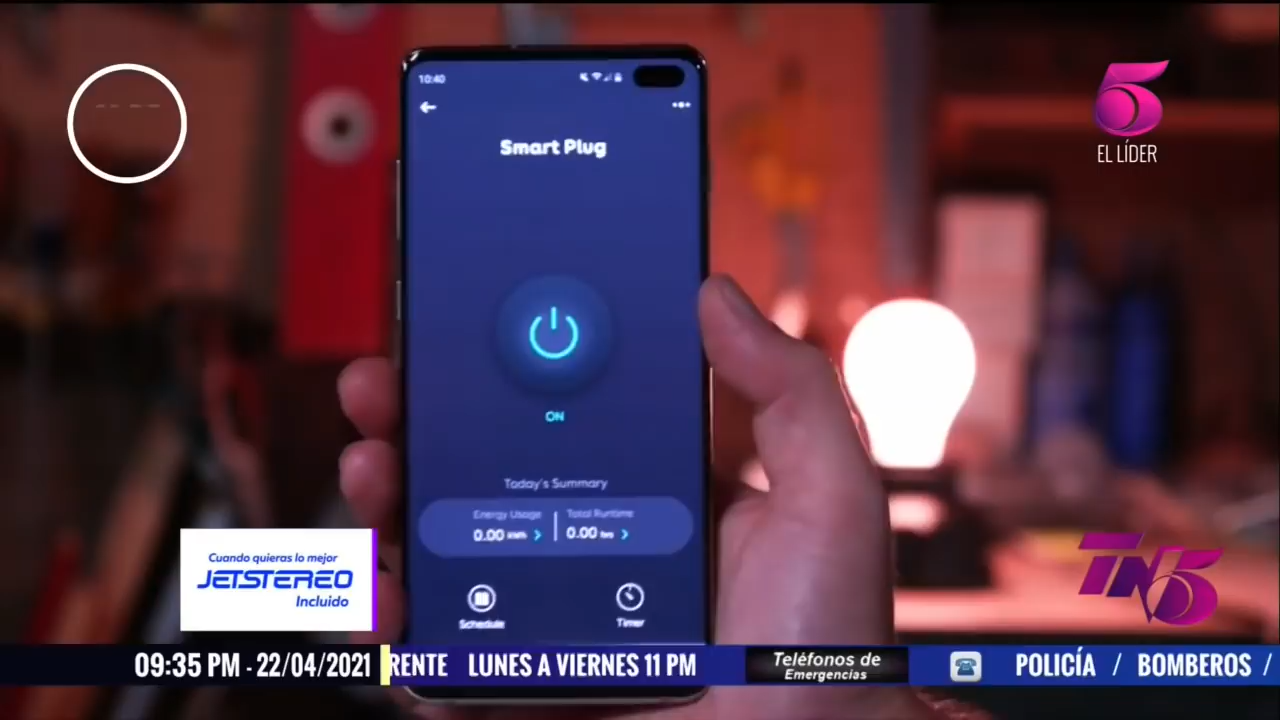 10:40
Smart Plug
ON
Today's Summary
Energy Usage
0.00 kWh
Total Runtime
0.00 hrs
Schedule
Timer
5
EL LÍDER
Cuando quieras lo mejor
JETSTEREO
Incluido
TN5
09:35 PM - 22/04/2021
RENTE LUNES A VIERNES 11 PM
Teléfonos de
Emergencias
POLICÍA / BOMBEROS /